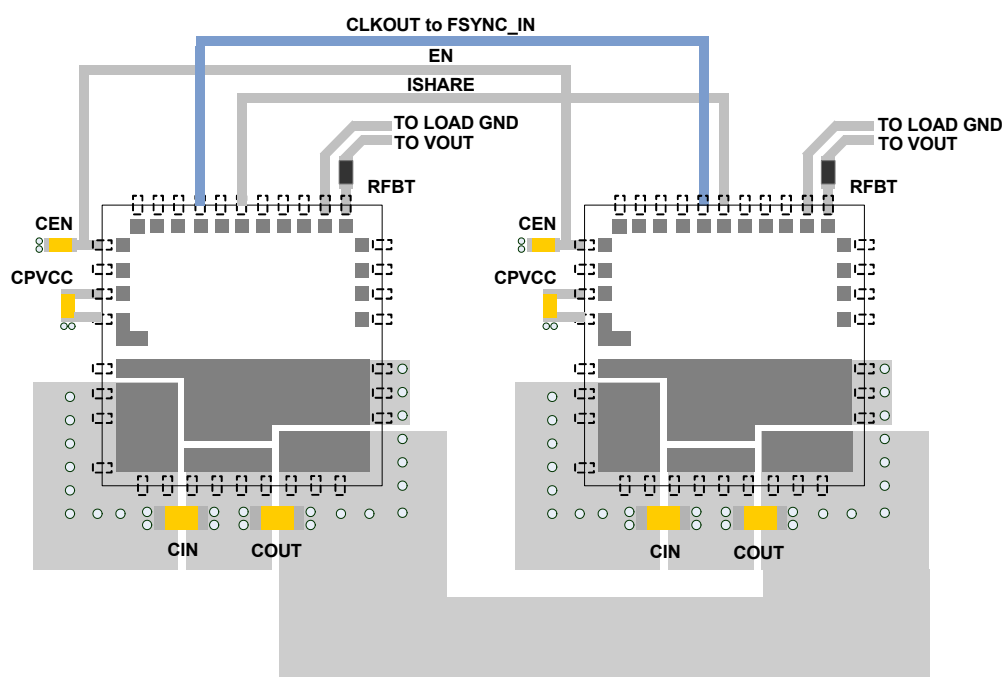 CLKOUT to FSYNC_IN
EN
ISHARE
TO LOAD GND
TO VOUT
RFBT
CEN
CPVCC
CIN
COUT
TO LOAD GND
TO VOUT
RFBT
CEN
CPVCC
CIN
COUT